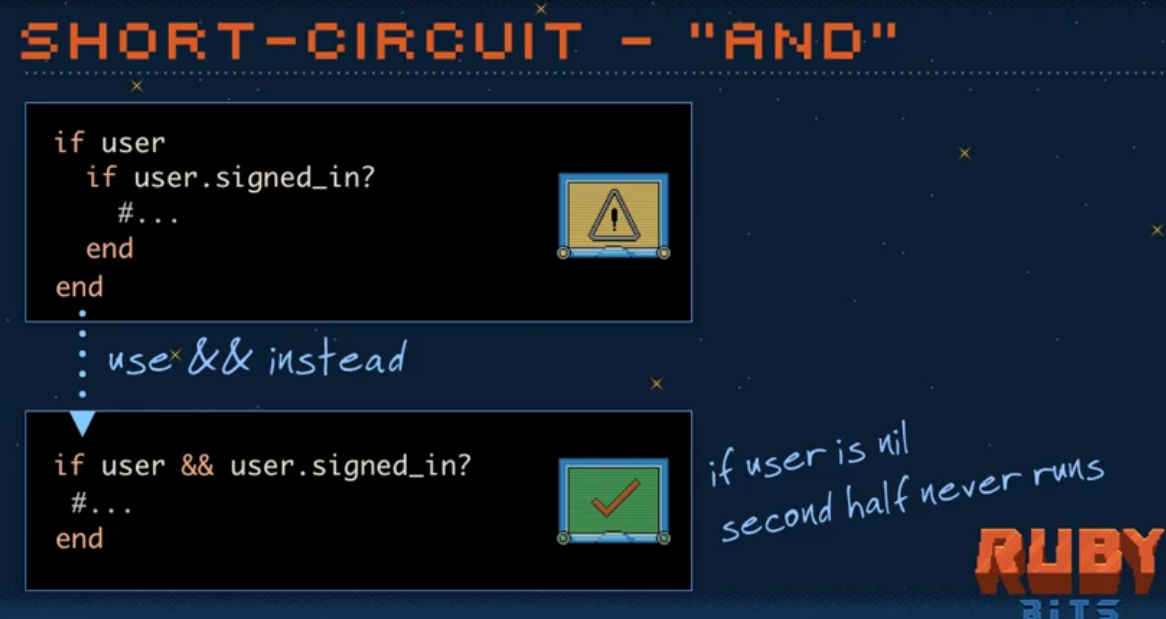 SHORT-CIRCUIT - "AND"
if user
if user.signed_in?
#...
end
end
use && instead
if user && user.signed_in?
#...
end
if user is nil
second half never runs
RUBY
BITS